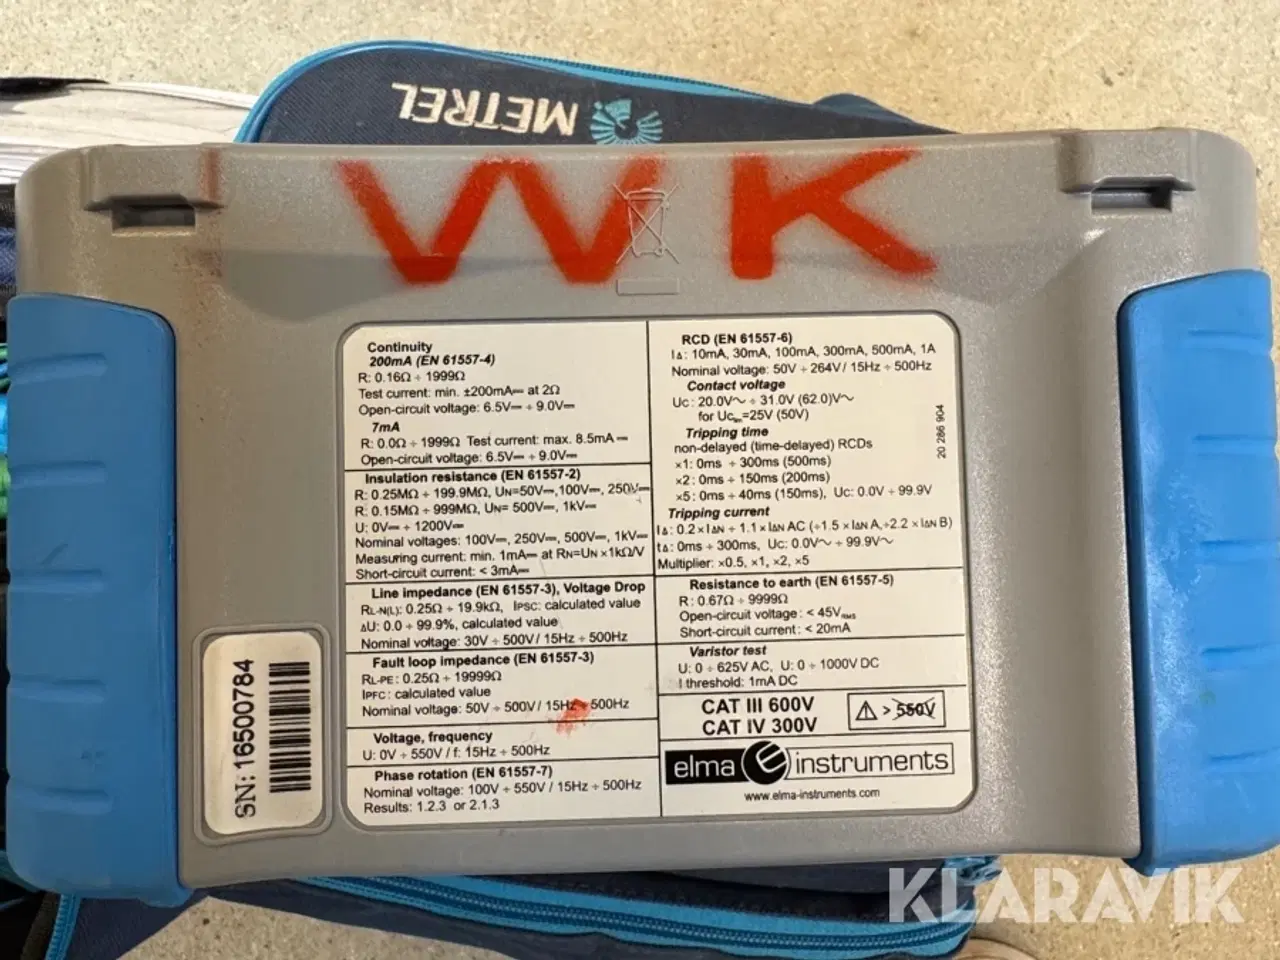 METREL
WK
Continuity
200mA (EN 61557-4)
R: 0.16Ω ÷ 1999Ω
Test current: min. ±200mA⎓ at 2Ω
Open-circuit voltage: 6.5V⎓ ÷ 9.0V⎓
7mA
R: 0.0Ω ÷ 1999Ω Test current: max. 8.5mA⎓
Open-circuit voltage: 6.5V⎓ ÷ 9.0V⎓
Insulation resistance (EN 61557-2)
R: 0.25MΩ ÷ 199.9MΩ, UN=50V⎓,100V⎓, 250V⎓
R: 0.15MΩ ÷ 999MΩ, UN= 500V⎓, 1kV⎓
U: 0V⎓ ÷ 1200V⎓
Nominal voltages: 100V⎓, 250V⎓, 500V⎓, 1kV⎓
Measuring current: min. 1mA⎓ at RN=UN×1kΩ/V
Short-circuit current: < 3mA⎓
Line impedance (EN 61557-3), Voltage Drop
RL-N(L): 0.25Ω ÷ 19.9kΩ, IPSC: calculated value
ΔU: 0.0 ÷ 99.9%, calculated value
Nominal voltage: 30V ÷ 500V/ 15Hz ÷ 500Hz
Fault loop impedance (EN 61557-3)
RL-PE: 0.25Ω ÷ 19999Ω
IPFC: calculated value
Nominal voltage: 50V ÷ 500V/ 15Hz ÷ 500Hz
Voltage, frequency
U: 0V ÷ 550V / f: 15Hz ÷ 500Hz
Phase rotation (EN 61557-7)
Nominal voltage: 100V ÷ 550V / 15Hz ÷ 500Hz
Results: 1.2.3 or 2.1.3
RCD (EN 61557-6)
IΔ: 10mA, 30mA, 100mA, 300mA, 500mA, 1A
Nominal voltage: 50V ÷ 264V/ 15Hz ÷ 500Hz
Contact voltage
Uc: 20.0V~ ÷ 31.0V (62.0)V~
for UcLim=25V (50V)
Tripping time
non-delayed (time-delayed) RCDs
×1: 0ms ÷ 300ms (500ms)
×2: 0ms ÷ 150ms (200ms)
×5: 0ms ÷ 40ms (150ms), Uc: 0.0V ÷ 99.9V
Tripping current
IΔ: 0.2×IΔN ÷ 1.1×IΔN AC (÷1.5 ×IΔN A,÷2.2 ×IΔN B)
tΔ: 0ms ÷ 300ms, Uc: 0.0V~ ÷ 99.9V~
Multiplier: ×0.5, ×1, ×2, ×5
Resistance to earth (EN 61557-5)
R: 0.67Ω ÷ 9999Ω
Open-circuit voltage: < 45VRMS
Short-circuit current: < 20mA
Varistor test
U: 0 ÷ 625V AC, U: 0 ÷ 1000V DC
I threshold: 1mA DC
CAT III 600V
CAT IV 300V
> 550V
elma instruments
www.elma-instruments.com
20 286 904
SN: 16500784
KLARAVIK